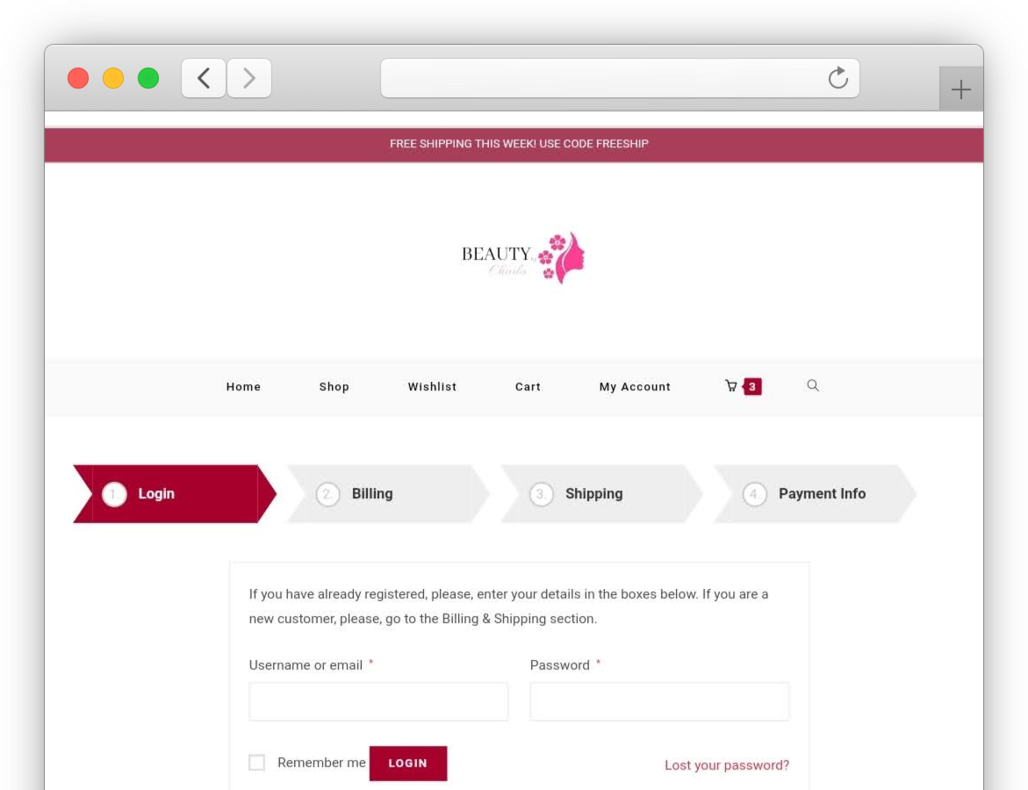 FREE SHIPPING THIS WEEK! USE CODE FREESHIP
BEAUTY
Home Shop Wishlist Cart My Account 3
1. Login 2. Billing 3. Shipping 4. Payment Info
If you have already registered, please, enter your details in the boxes below. If you are a
new customer, please, go to the Billing & Shipping section.
Username or email * Password *
Remember me LOGIN Lost your password?